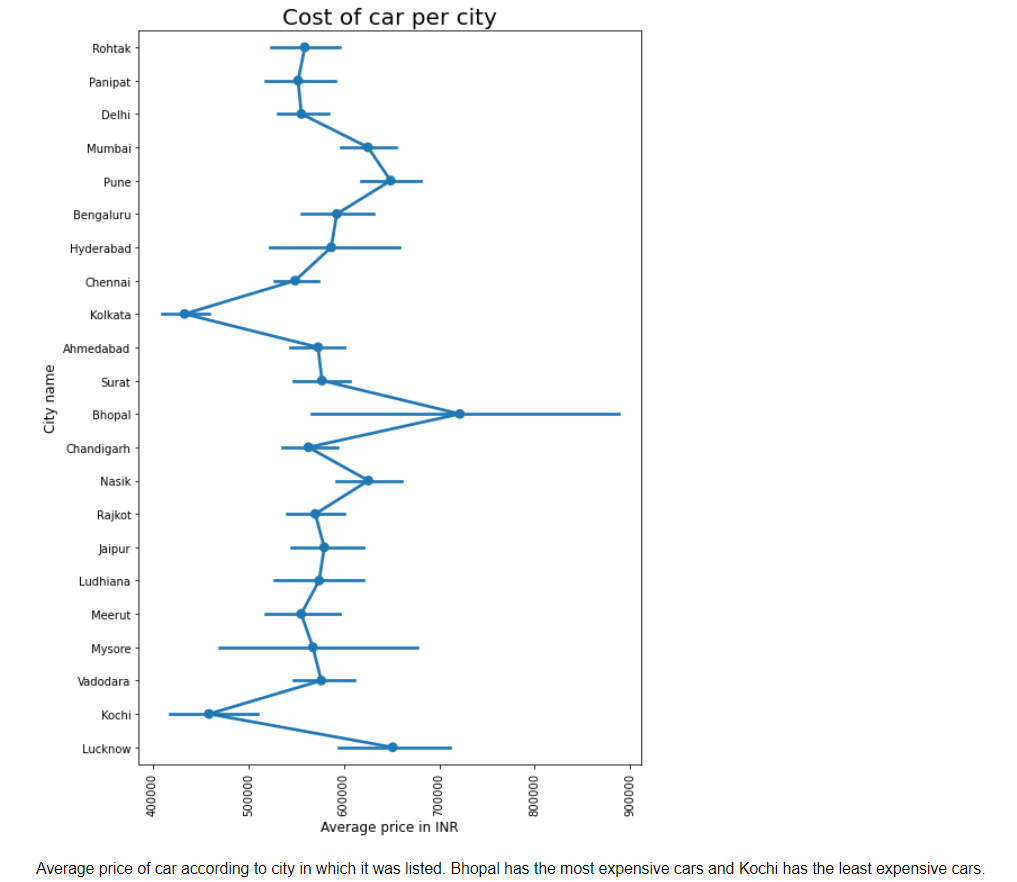 Cost of car per city
Rohtak
Panipat
Delhi
Mumbai
Pune
Bengaluru
Hyderabad
Chennai
Kolkata
Ahmedabad
Surat
Bhopal
Chandigarh
Nasik
Rajkot
Jaipur
Ludhiana
Meerut
Mysore
Vadodara
Kochi
Lucknow
City name
400000
500000
600000
700000
800000
900000
Average price in INR
Average price of car according to city in which it was listed. Bhopal has the most expensive cars and Kochi has the least expensive cars.